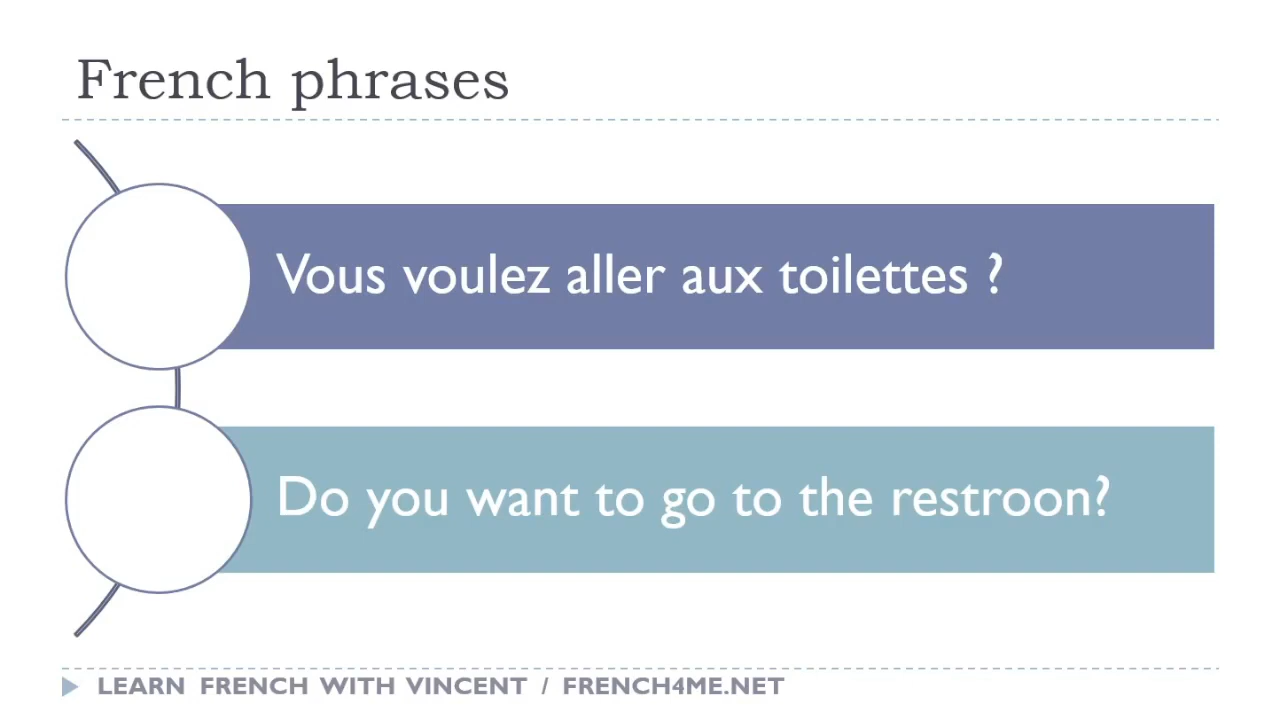 French phrases
Vous voulez aller aux toilettes ?
Do you want to go to the restroon?
LEARN FRENCH WITH VINCENT / FRENCH4ME.NET